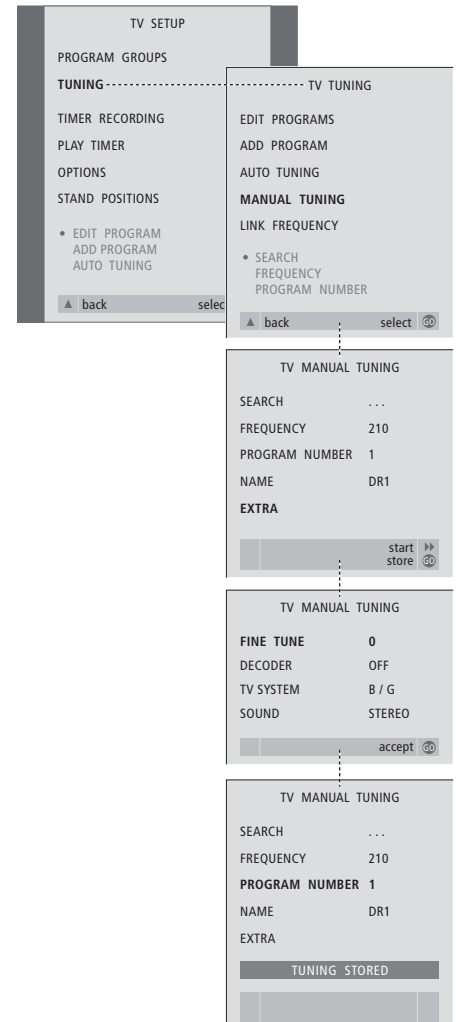 TV SETUP
PROGRAM GROUPS
TUNING
TIMER RECORDING
PLAY TIMER
OPTIONS
STAND POSITIONS
• EDIT PROGRAM
ADD PROGRAM
AUTO TUNING
▲ back selec
TV TUNING
EDIT PROGRAMS
ADD PROGRAM
AUTO TUNING
MANUAL TUNING
LINK FREQUENCY
• SEARCH
FREQUENCY
PROGRAM NUMBER
▲ back select GO
TV MANUAL TUNING
SEARCH . . .
FREQUENCY 210
PROGRAM NUMBER 1
NAME DR1
EXTRA
start ▶▶
store GO
TV MANUAL TUNING
FINE TUNE 0
DECODER OFF
TV SYSTEM B / G
SOUND STEREO
accept GO
TV MANUAL TUNING
SEARCH . . .
FREQUENCY 210
PROGRAM NUMBER 1
NAME DR1
EXTRA
TUNING STORED